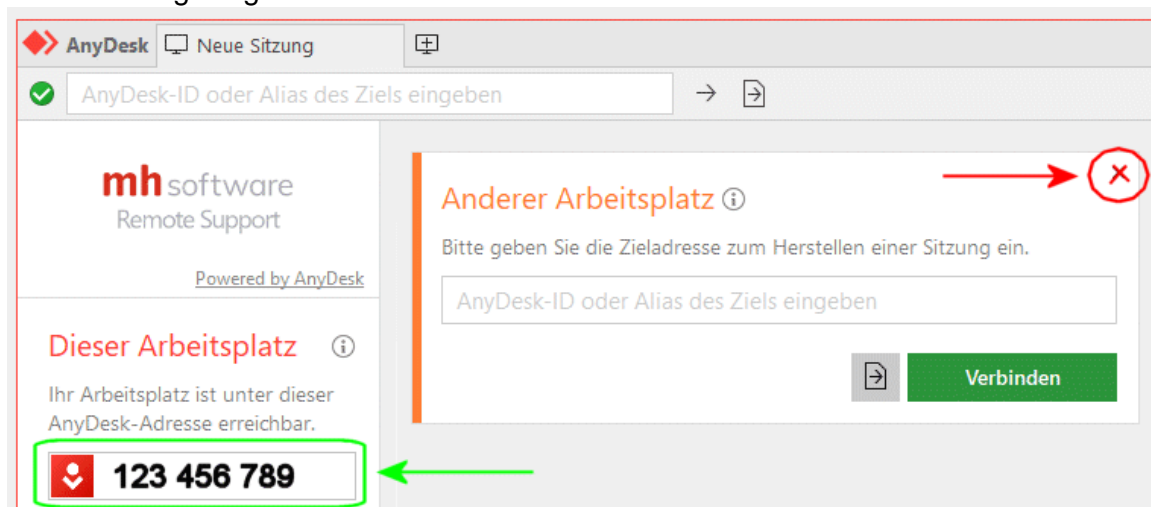 AnyDesk Neue Sitzung
AnyDesk-ID oder Alias des Ziels eingeben
mh software
Remote Support
Powered by AnyDesk
Dieser Arbeitsplatz
Ihr Arbeitsplatz ist unter dieser
AnyDesk-Adresse erreichbar.
123 456 789
Anderer Arbeitsplatz
Bitte geben Sie die Zieladresse zum Herstellen einer Sitzung ein.
AnyDesk-ID oder Alias des Ziels eingeben
Verbinden